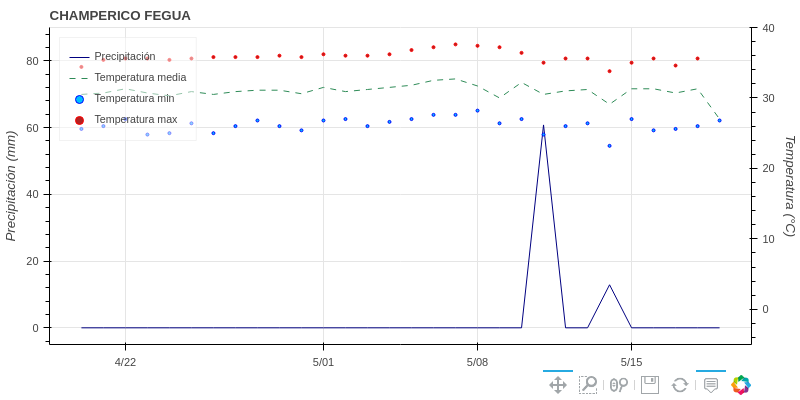 CHAMPERICO FEGUA
Precipitación
Temperatura media
Temperatura min
Temperatura max
Precipitación (mm)
80
60
40
20
0
40
30
20
10
0
Temperatura (°C)
4/22
5/01
5/08
5/15